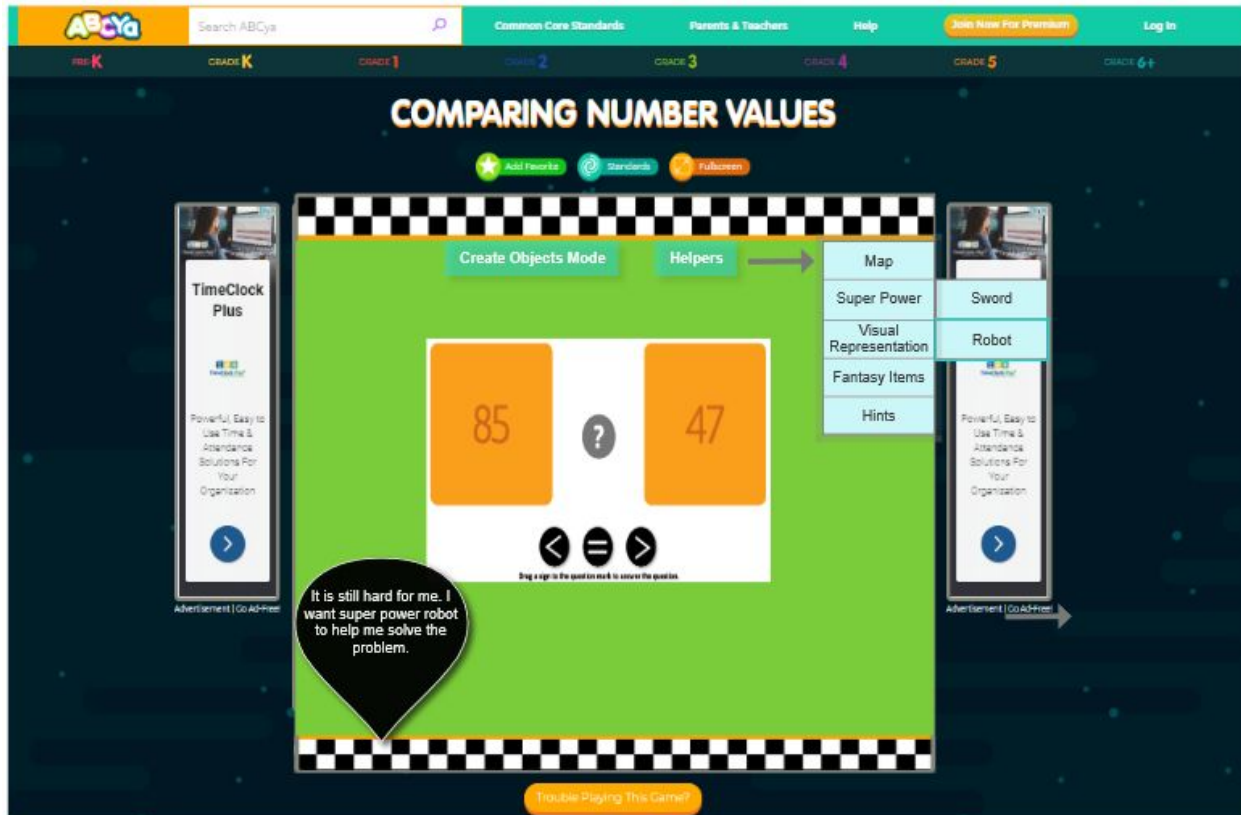 ABCya
Search ABCya
Common Core Standards
Parents & Teachers
Help
Join Now For Premium
Log In
PRE-K
GRADE K
GRADE 1
GRADE 2
GRADE 3
GRADE 4
GRADE 5
GRADE 6+
COMPARING NUMBER VALUES
Add Favorite
Standards
Fullscreen
Create Objects Mode
Helpers
Map
Super Power
Sword
Visual
Representation
Robot
Fantasy Items
Hints
TimeClock
Plus
Powerful, Easy to
Use Time &
Attendance
Solutions For
Your
Organization
Advertisement | Go Ad-Free!
85
?
47
<
=
>
Drag a sign to the question mark to answer the question.
It is still hard for me. I
want super power robot
to help me solve the
problem.
Powerful, Easy to
Use Time &
Attendance
Solutions For
Your
Organization
Advertisement | Go Ad-Free!
Trouble Playing This Game?